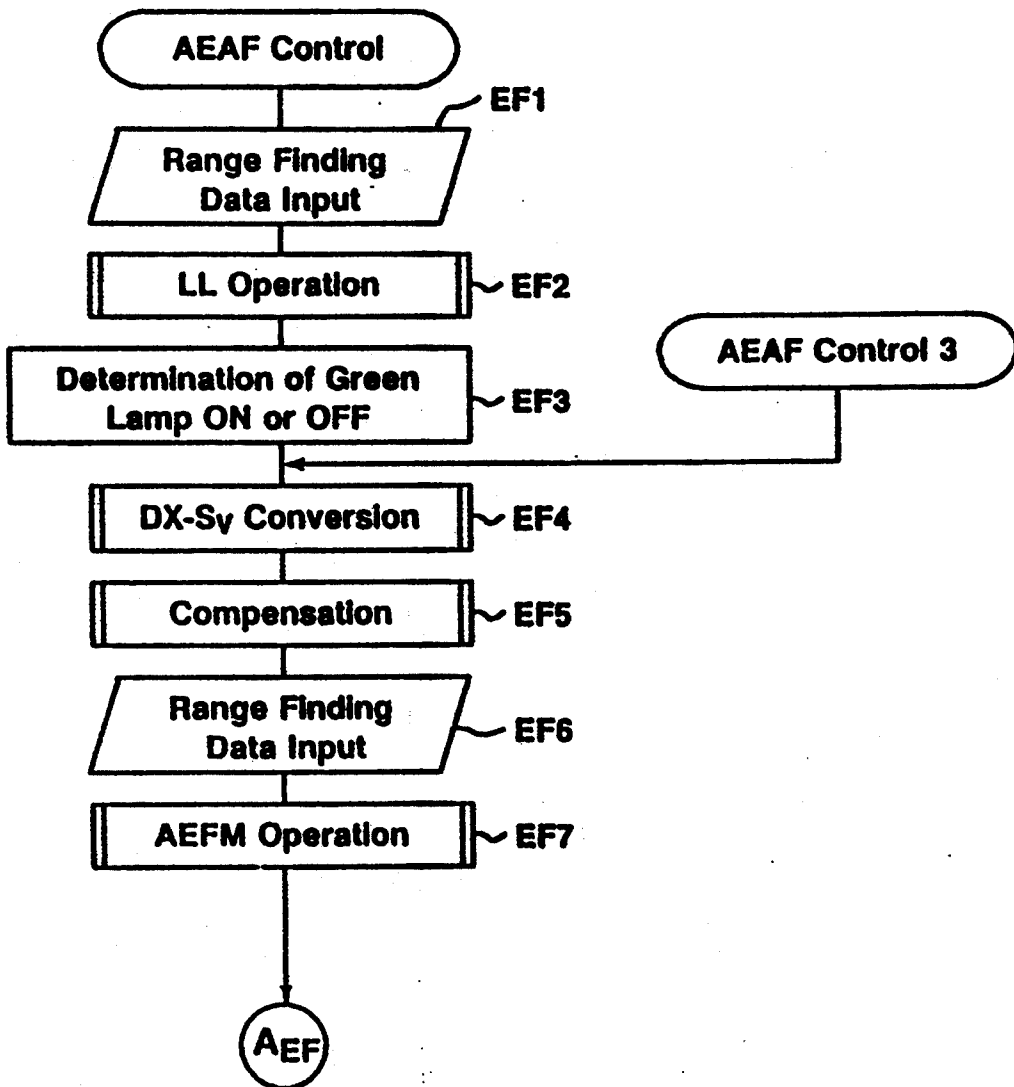 AEAF Control
EF1
Range Finding
Data Input
LL Operation
EF2
AEAF Control 3
Determination of Green
Lamp ON or OFF
EF3
DX-Sv Conversion
EF4
Compensation
EF5
Range Finding
Data Input
EF6
AEFM Operation
EF7
AEF